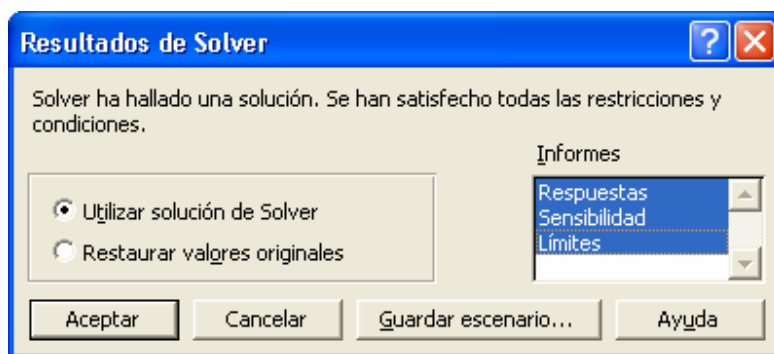 Resultados de Solver
Solver ha hallado una solución. Se han satisfecho todas las restricciones y
condiciones.
Informes
Utilizar solución de Solver
Restaurar valores originales
Respuestas
Sensibilidad
Límites
Aceptar
Cancelar
Guardar escenario...
Ayuda